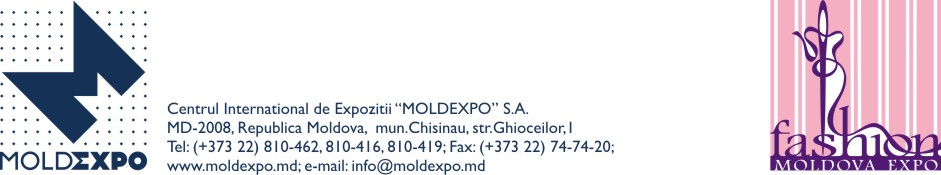 MOLDEXPO
Centrul International de Expozitii “MOLDEXPO” S.A.
MD-2008, Republica Moldova, mun.Chisinau, str.Ghioceilor,1
Tel: (+373 22) 810-462, 810-416, 810-419; Fax: (+373 22) 74-74-20;
www.moldexpo.md; e-mail: info@moldexpo.md
fashion
MOLDOVA EXPO